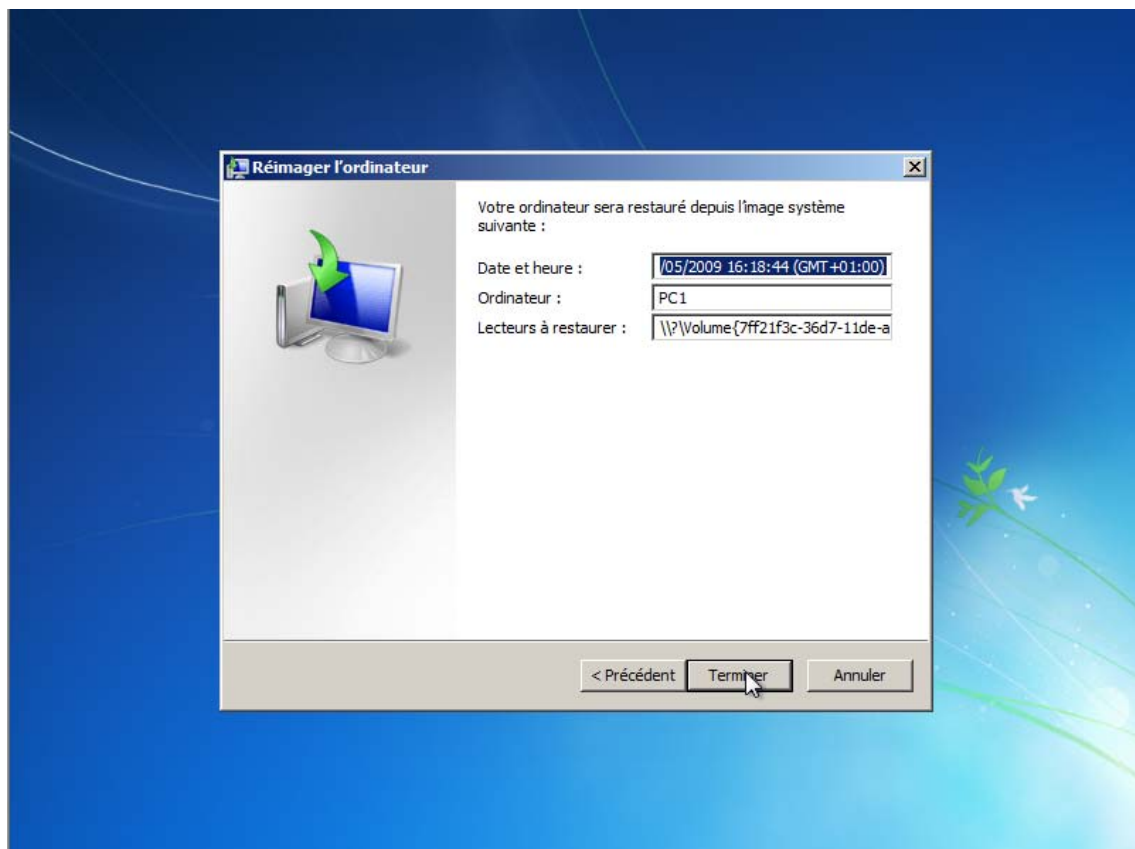 Réimager l'ordinateur
Votre ordinateur sera restauré depuis l'image système
suivante :
Date et heure : /05/2009 16:18:44 (GMT+01:00)
Ordinateur : PC1
Lecteurs à restaurer : \\?\Volume{7ff21f3c-36d7-11de-a
< Précédent Terminer Annuler